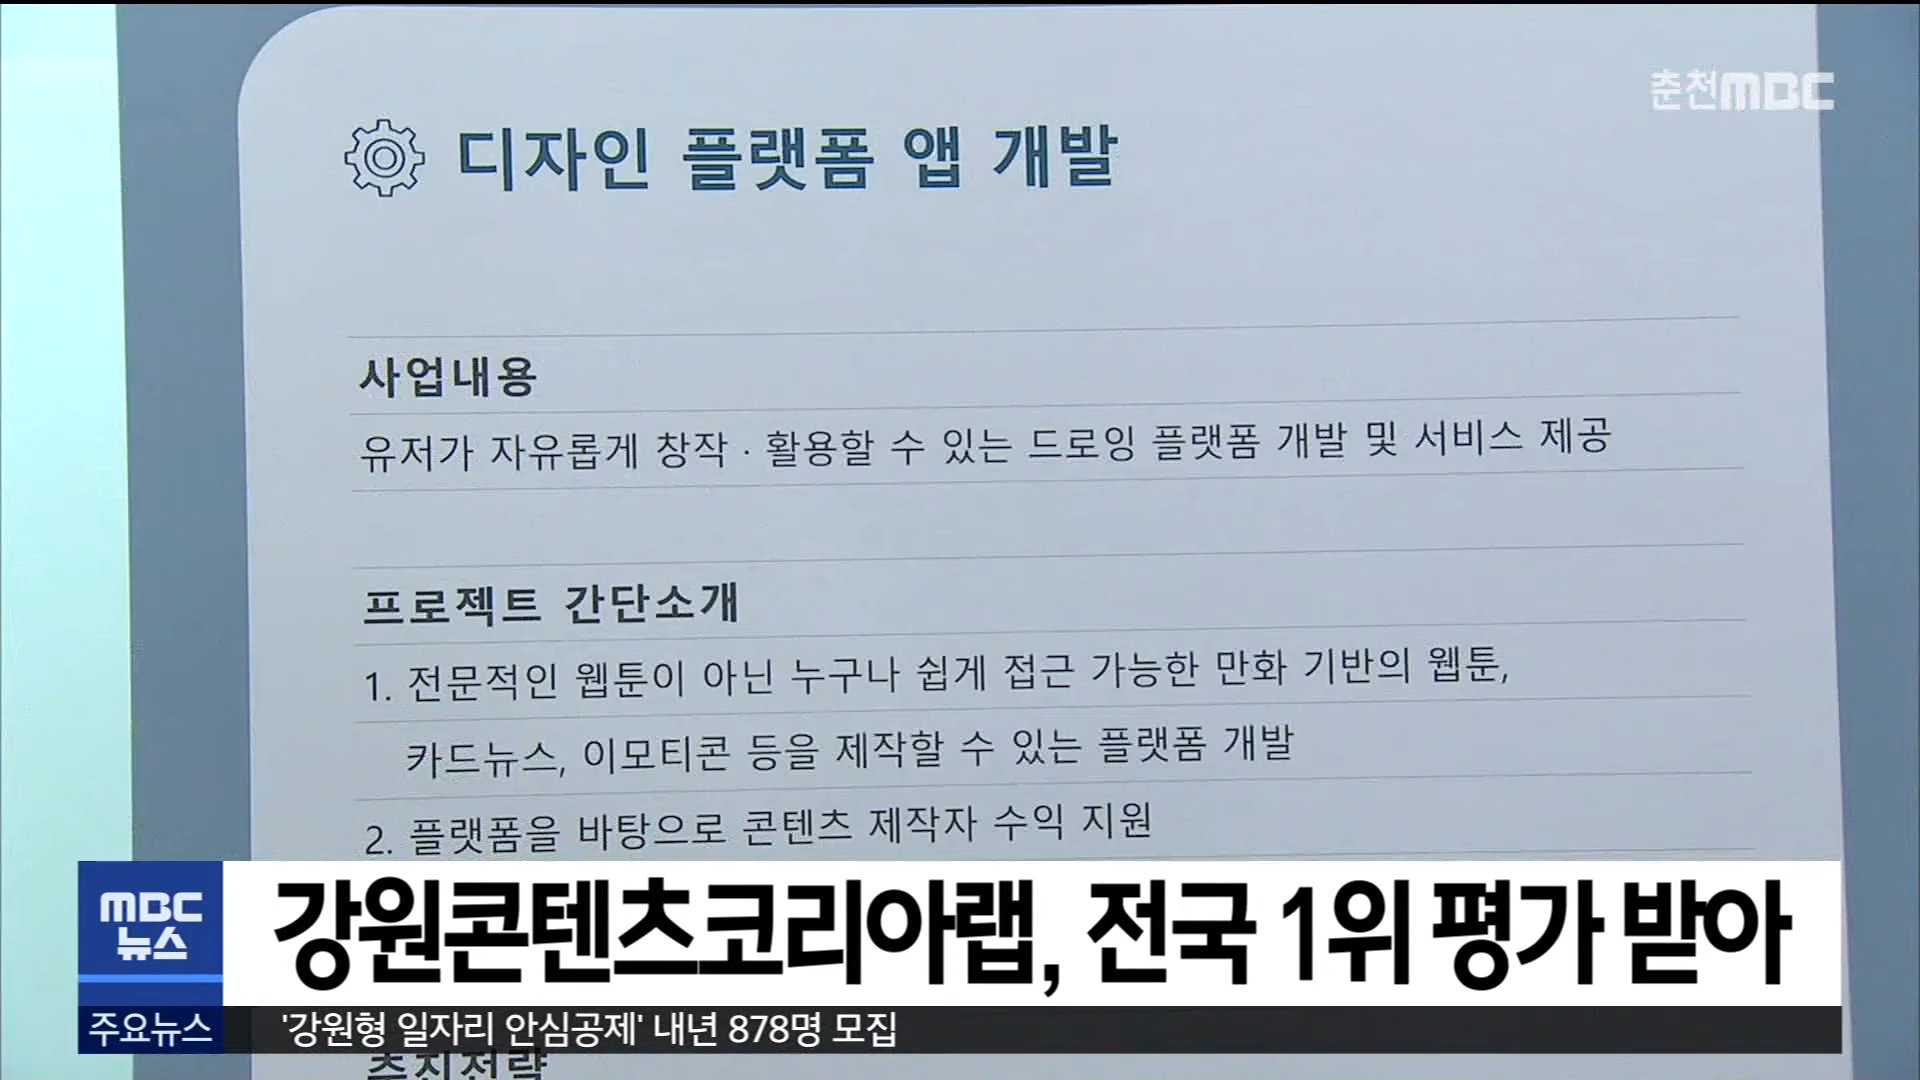 춘천MBC
디자인 플랫폼 앱 개발
사업내용
유저가 자유롭게 창작 · 활용할 수 있는 드로잉 플랫폼 개발 및 서비스 제공
프로젝트 간단소개
1. 전문적인 웹툰이 아닌 누구나 쉽게 접근 가능한 만화 기반의 웹툰,
카드뉴스, 이모티콘 등을 제작할 수 있는 플랫폼 개발
2. 플랫폼을 바탕으로 콘텐츠 제작자 수익 지원
MBC
뉴스
강원콘텐츠코리아랩, 전국 1위 평가 받아
주요뉴스
'강원형 일자리 안심공제' 내년 878명 모집
추진전략